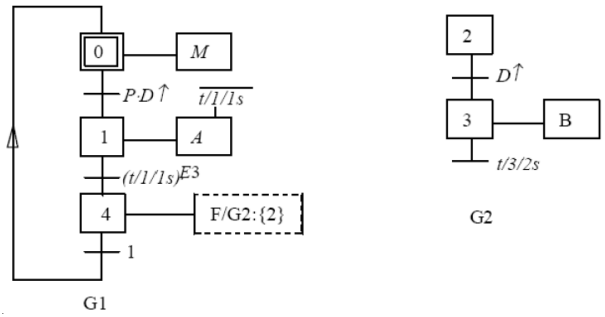 0 M
P·D↑
t/1/1s
1 A
(t/1/1s)E3
4 F/G2:{2}
1
G1
2
D↑
3 B
t/3/2s
G2